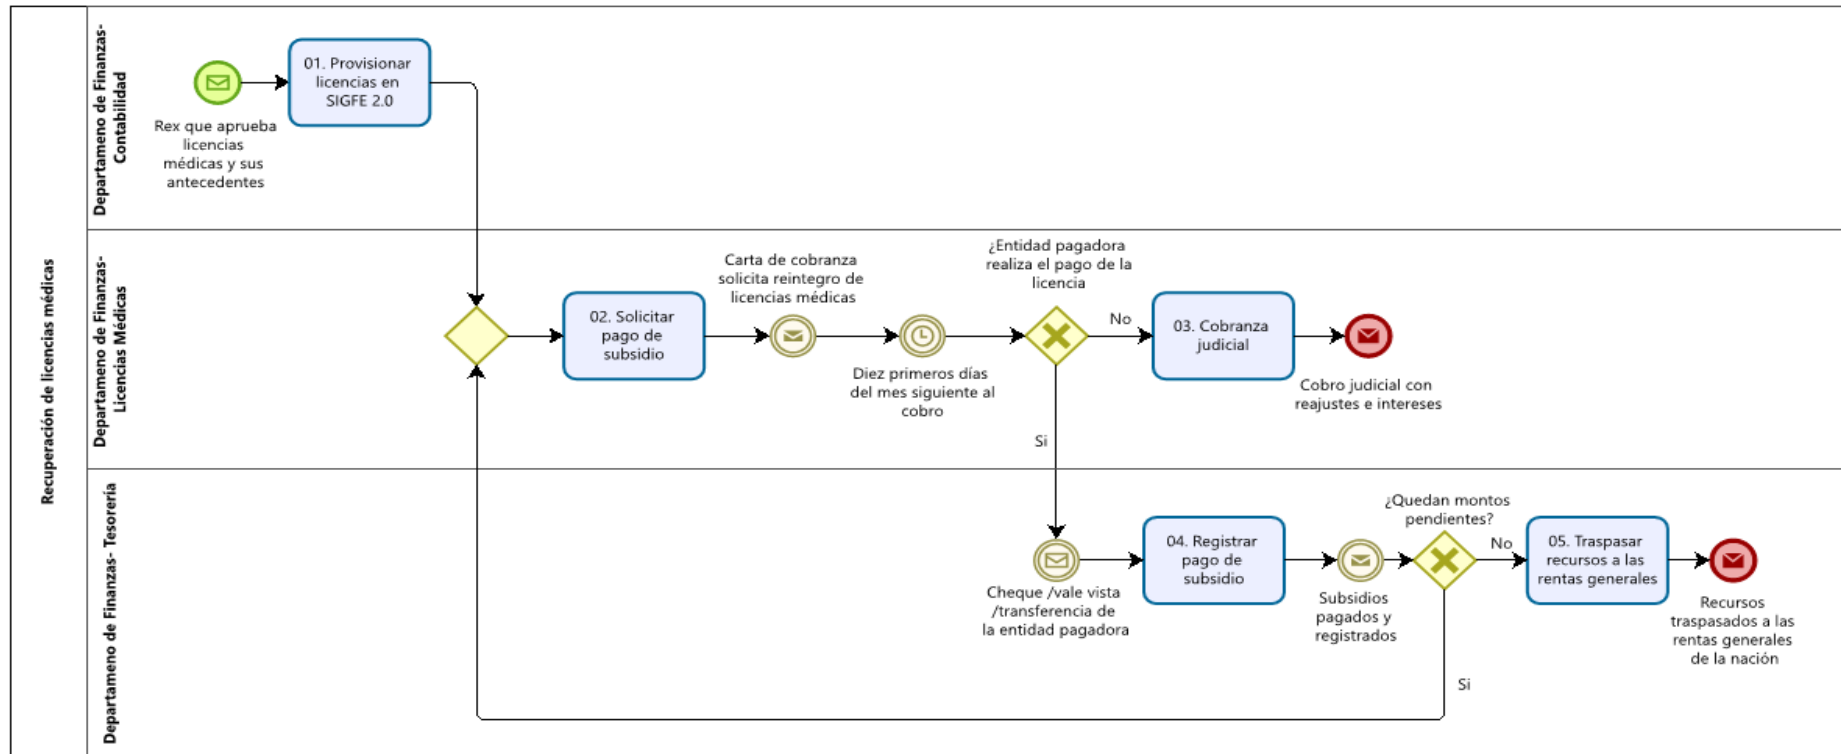 Recuperación de licencias médicas
Departameno de Finanzas-
Contabilidad
Rex que aprueba
licencias
médicas y sus
antecedentes
01. Provisionar
licencias en
SIGFE 2.0
Departameno de Finanzas-
Licencias Médicas
02. Solicitar
pago de
subsidio
Carta de cobranza
solicita reintegro de
licencias médicas
Diez primeros días
del mes siguiente al
cobro
¿Entidad pagadora
realiza el pago de la
licencia
No
Si
03. Cobranza
judicial
Cobro judicial con
reajustes e intereses
Departameno de Finanzas- Tesorería
Cheque /vale vista
/transferencia de
la entidad pagadora
04. Registrar
pago de
subsidio
Subsidios
pagados y
registrados
¿Quedan montos
pendientes?
No
Si
05. Traspasar
recursos a las
rentas generales
Recursos
traspasados a las
rentas generales
de la nación